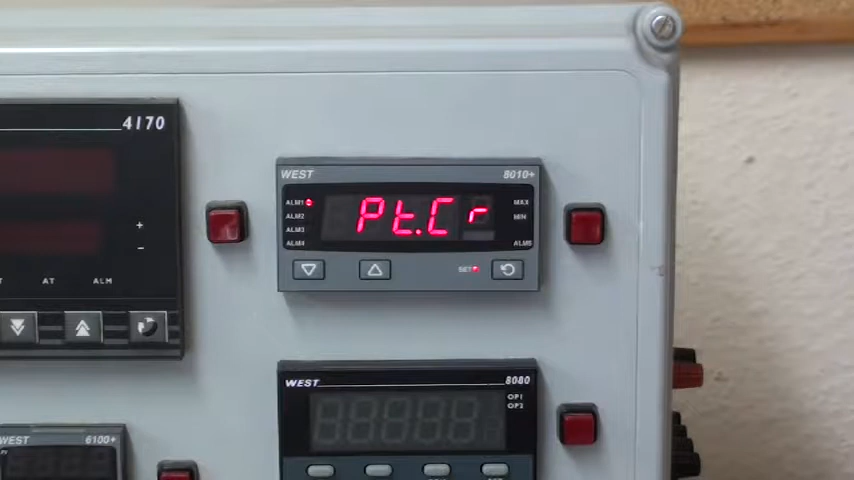 4170
WEST 8010+
ALM1 MAX
ALM2 MIN
ALM3
ALM4 ALM5
Pt.C r
SET
+
-
AT ALM
WEST 8080
OP1
OP2
WEST 6100+